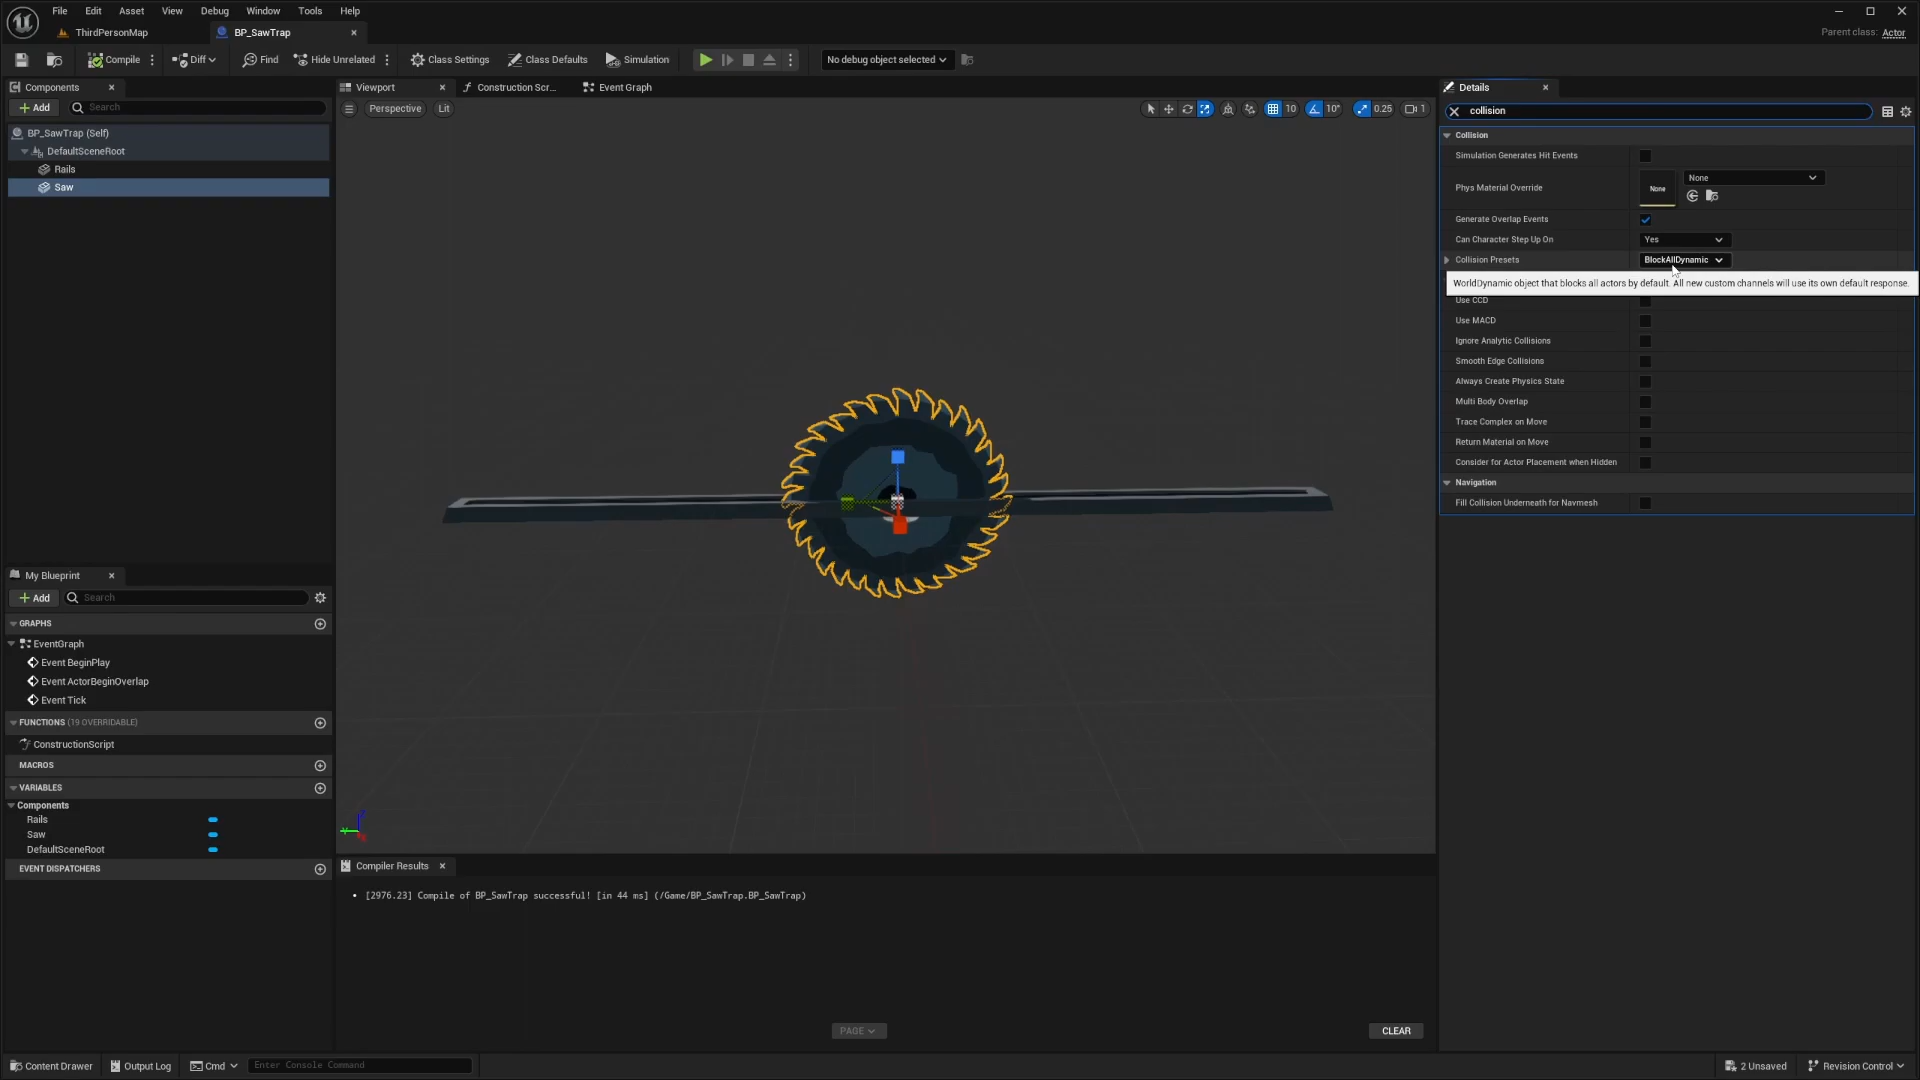 File Edit Asset View Debug Window Tools Help
ThirdPersonMap
BP_SawTrap
Parent class: Actor
Compile
Diff
Find
Hide Unrelated
Class Settings
Class Defaults
Simulation
No debug object selected
Components
Add
Search
BP_SawTrap (Self)
DefaultSceneRoot
Rails
Saw
My Blueprint
Add
Search
GRAPHS
EventGraph
Event BeginPlay
Event ActorBeginOverlap
Event Tick
FUNCTIONS (19 OVERRIDABLE)
ConstructionScript
MACROS
VARIABLES
Components
Rails
Saw
DefaultSceneRoot
EVENT DISPATCHERS
Viewport
Construction Scr...
Event Graph
Perspective
Lit
10
10°
0.25
1
Compiler Results
• [2976.23] Compile of BP_SawTrap successful! [in 44 ms] (/Game/BP_SawTrap.BP_SawTrap)
PAGE
CLEAR
Details
collision
Collision
Simulation Generates Hit Events
Phys Material Override
None
None
Generate Overlap Events
Can Character Step Up On
Yes
Collision Presets
BlockAllDynamic
WorldDynamic object that blocks all actors by default. All new custom channels will use its own default response.
Use CCD
Use MACD
Ignore Analytic Collisions
Smooth Edge Collisions
Always Create Physics State
Multi Body Overlap
Trace Complex on Move
Return Material on Move
Consider for Actor Placement when Hidden
Navigation
Fill Collision Underneath for Navmesh
Content Drawer
Output Log
Cmd
Enter Console Command
2 Unsaved
Revision Control